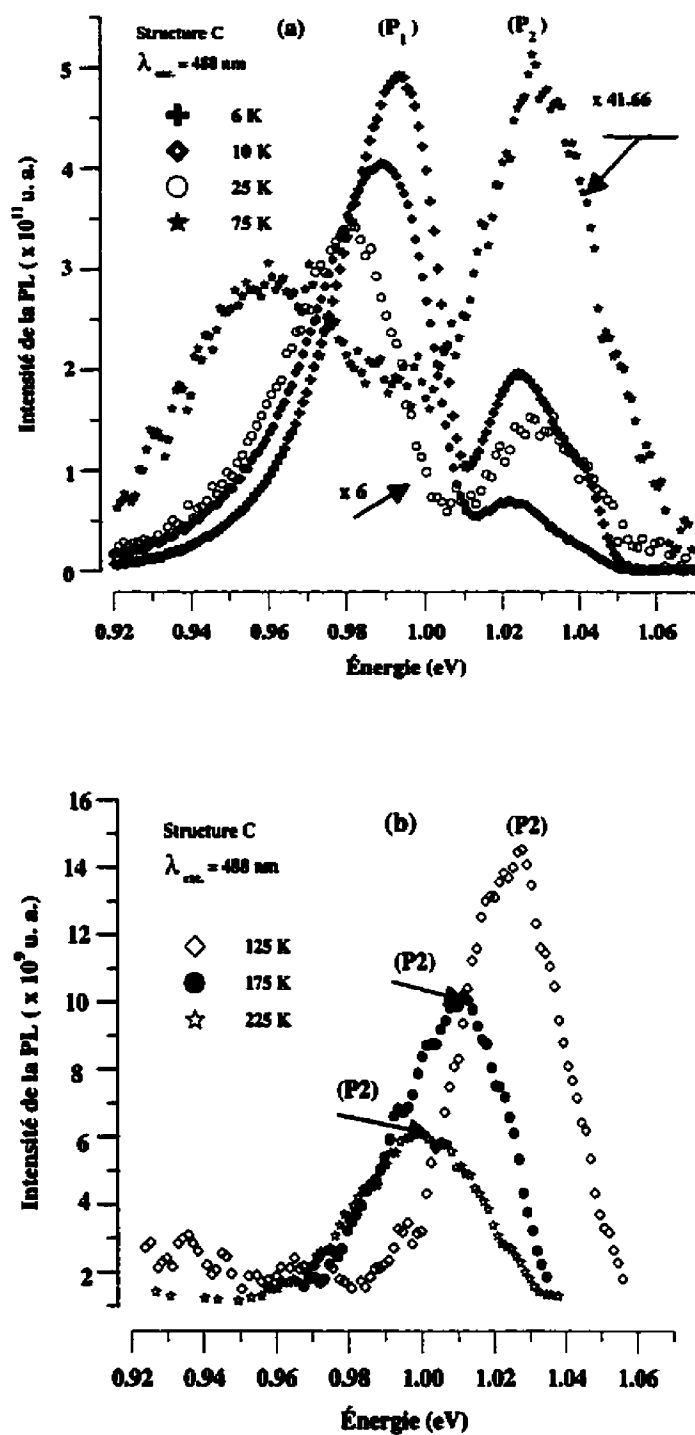 Structure C
(a)
(P₁)
(P₂)
λ exc. = 488 nm
6 K
10 K
25 K
75 K
x 41.66
x 6
Intensité de la PL ( x 10¹¹ u. a.)
5
4
3
2
1
0
0.92 0.94 0.96 0.98 1.00 1.02 1.04 1.06
Énergie (eV)
Structure C
(b)
(P2)
λ exc. = 488 nm
125 K
175 K
225 K
(P2)
(P2)
Intensité de la PL ( x 10⁹ u. a.)
16
14
12
10
8
6
4
2
0.92 0.94 0.96 0.98 1.00 1.02 1.04 1.06
Énergie (eV)